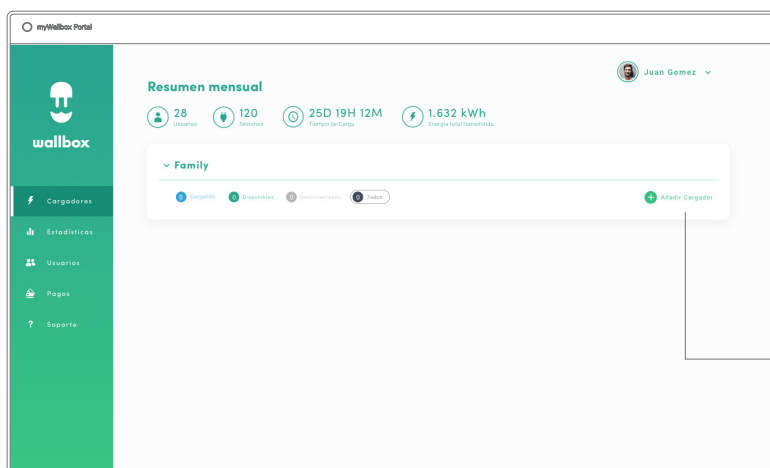 myWallbox Portal
Juan Gomez
Resumen mensual
28
Usuarios
120
Sesiones
25D 19H 12M
Tiempo de Carga
1.632 kWh
Energía total transmitida
wallbox
Family
0 Cargando
0 Disponibles
0 Desconectados
0 Todos
Añadir Cargador
Cargadores
Estadísticas
Usuarios
Pagos
Soporte